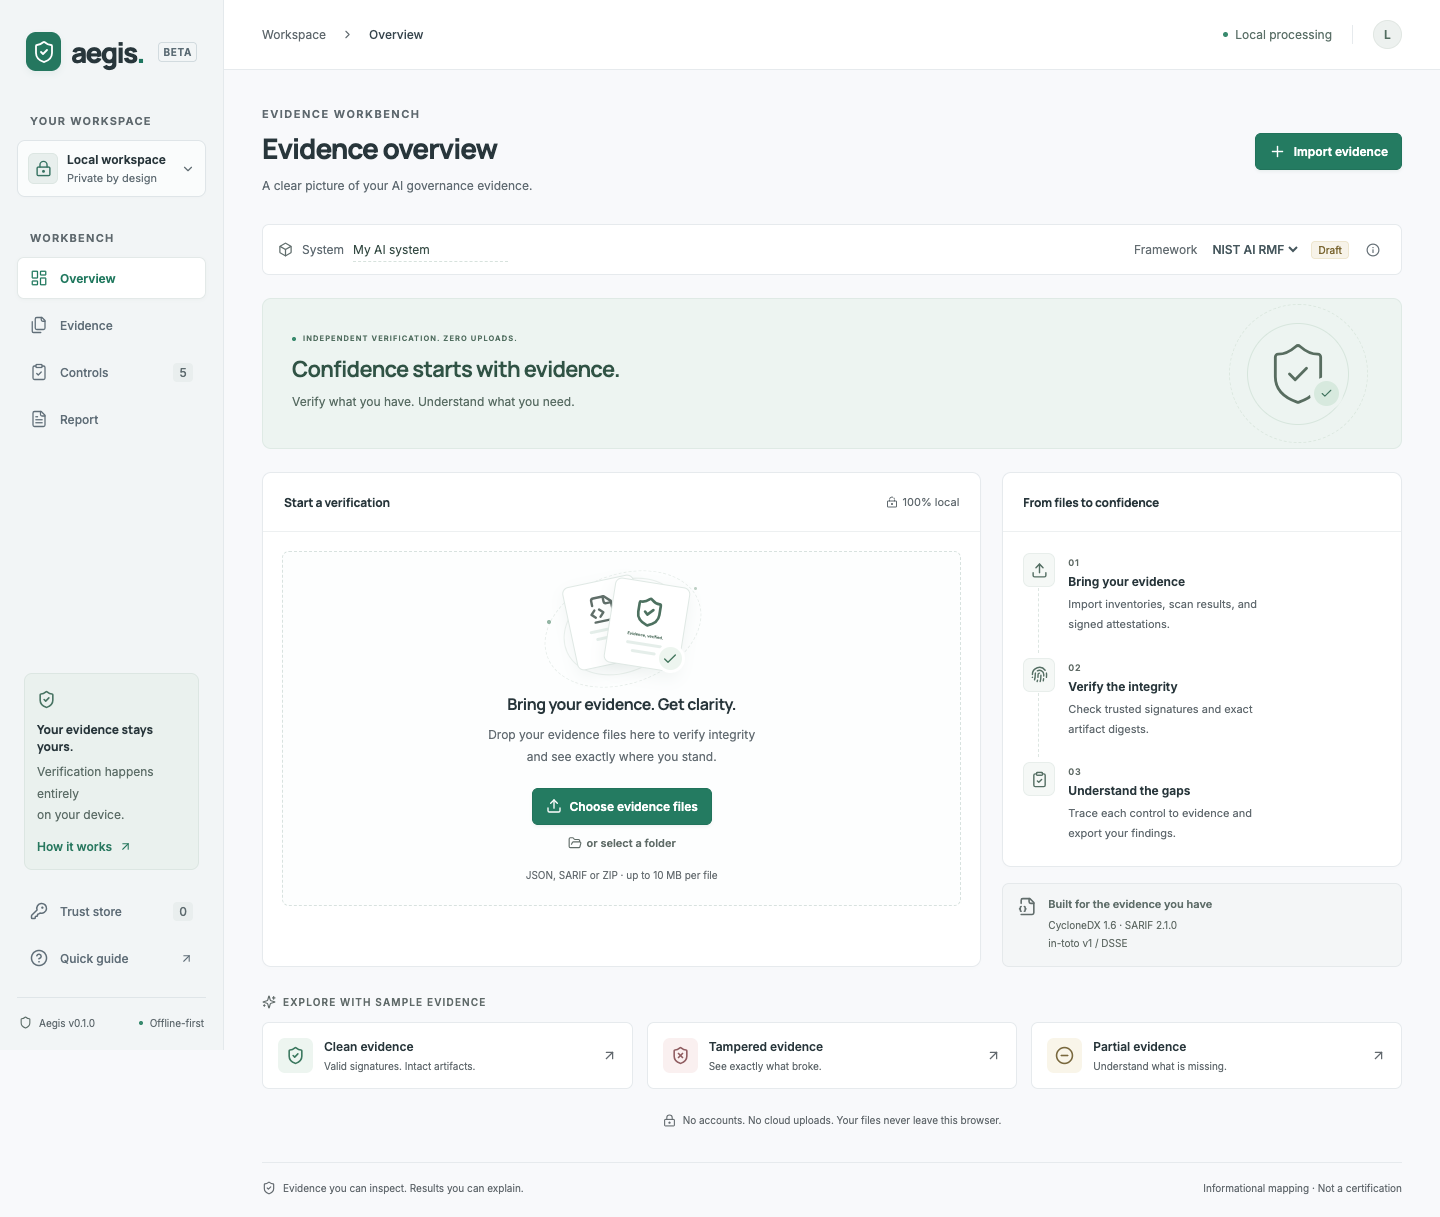 aegis.
BETA
YOUR WORKSPACE
Local workspace
Private by design
WORKBENCH
Overview
Evidence
Controls
5
Report
Your evidence stays
yours.
Verification happens
entirely
on your device.
How it works
Trust store
0
Quick guide
Aegis v0.1.0
Offline-first
Workspace
Overview
Local processing
L
EVIDENCE WORKBENCH
Evidence overview
A clear picture of your AI governance evidence.
Import evidence
System
My AI system
Framework
NIST AI RMF
Draft
INDEPENDENT VERIFICATION. ZERO UPLOADS.
Confidence starts with evidence.
Verify what you have. Understand what you need.
Start a verification
100% local
Evidence, verified.
Bring your evidence. Get clarity.
Drop your evidence files here to verify integrity
and see exactly where you stand.
Choose evidence files
or select a folder
JSON, SARIF or ZIP · up to 10 MB per file
From files to confidence
01
Bring your evidence
Import inventories, scan results, and
signed attestations.
02
Verify the integrity
Check trusted signatures and exact
artifact digests.
03
Understand the gaps
Trace each control to evidence and
export your findings.
Built for the evidence you have
CycloneDX 1.6 · SARIF 2.1.0
in-toto v1 / DSSE
EXPLORE WITH SAMPLE EVIDENCE
Clean evidence
Valid signatures. Intact artifacts.
Tampered evidence
See exactly what broke.
Partial evidence
Understand what is missing.
No accounts. No cloud uploads. Your files never leave this browser.
Evidence you can inspect. Results you can explain.
Informational mapping · Not a certification